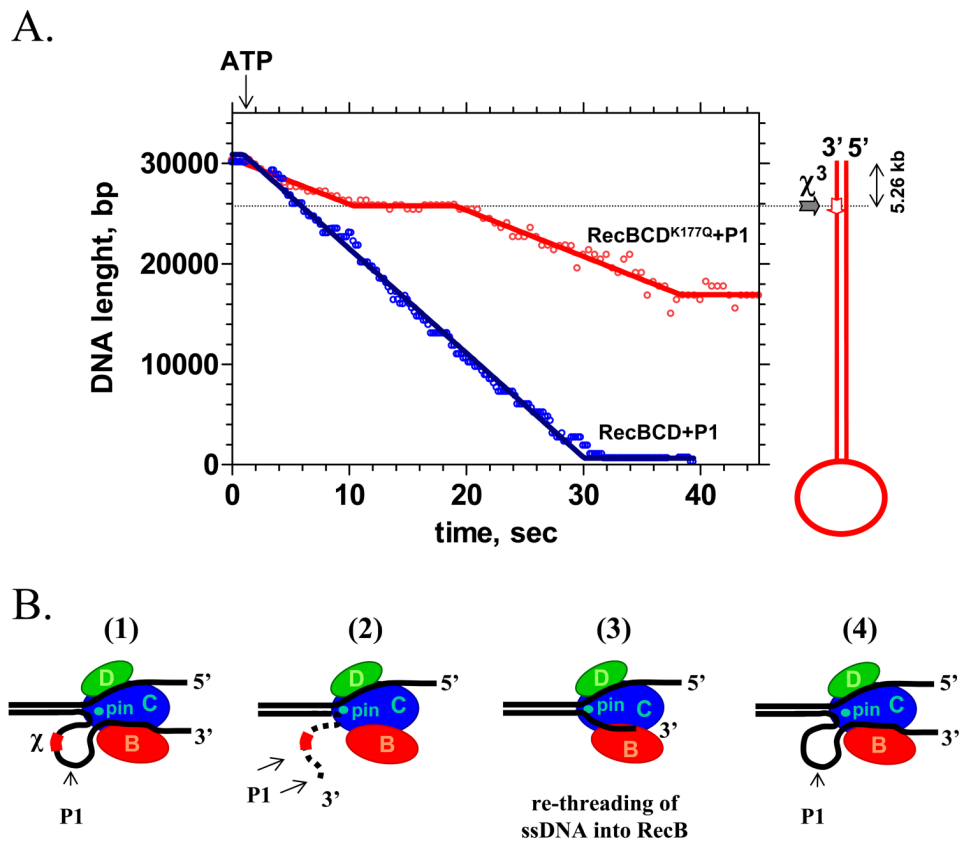 A.
ATP
3' 5'
30000
χ3
5.26 kb
RecBCDK177Q+P1
DNA lenght, bp
20000
10000
RecBCD+P1
0
0 10 20 30 40
time, sec
B.
(1) (2) (3) (4)
D 5' D 5' D 5' D 5'
pin C pin C pin C pin C
χ B 3' B B 3' B 3'
P1 P1 3' re-threading of P1
ssDNA into RecB